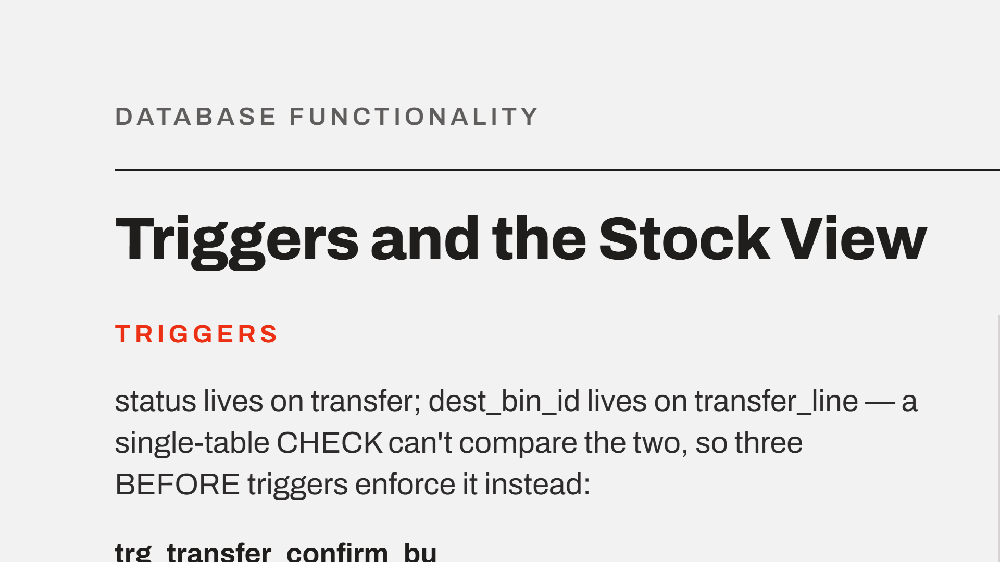 DATABASE FUNCTIONALITY
Triggers and the Stock View
TRIGGERS
status lives on transfer; dest_bin_id lives on transfer_line — a
single-table CHECK can't compare the two, so three
BEFORE triggers enforce it instead:
trg_transfer_confirm_bu